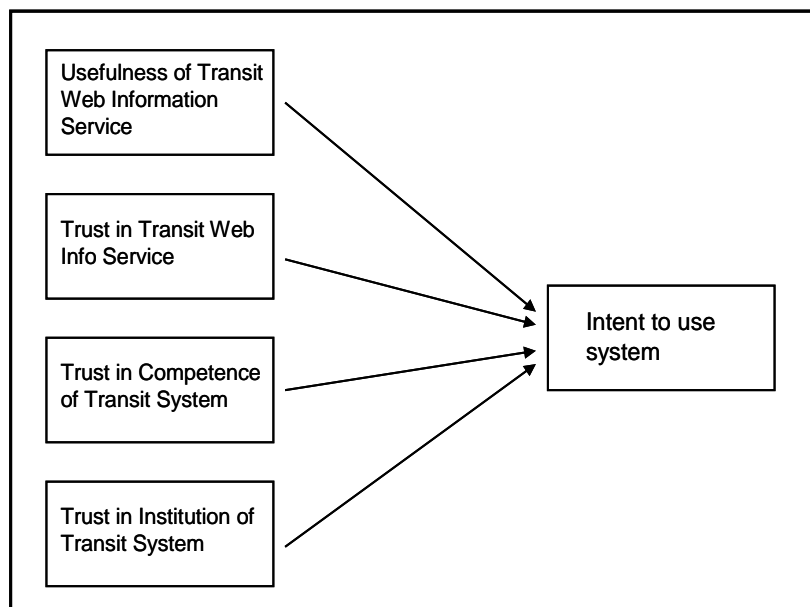 Usefulness of Transit
Web Information
Service
Trust in Transit Web
Info Service
Trust in Competence
of Transit System
Trust in Institution of
Transit System
Intent to use
system